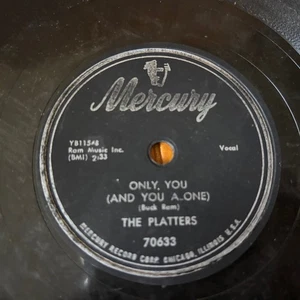 Mercury
YB11548
Ram Music Inc.
(BMI) 2:33
Vocal
ONLY YOU
(AND YOU A.ONE)
(Buck Ram)
THE PLATTERS
70633
MERCURY RECORD CORP. CHICAGO, ILLINOIS U.S.A.